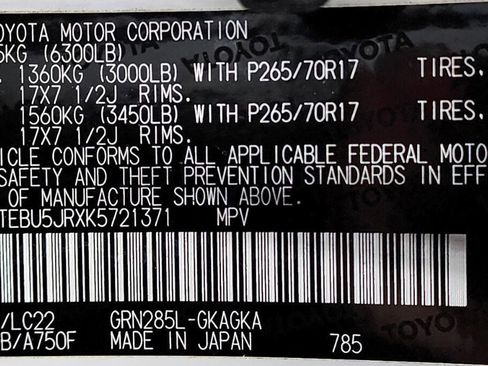 OYOTA MOTOR CORPORATION
5KG (6300LB)
1360KG (3000LB) WITH P265/70R17 TIRES,
17X7 1/2J RIMS.
1560KG (3450LB) WITH P265/70R17 TIRES,
17X7 1/2J RIMS.
ICLE CONFORMS TO ALL APPLICABLE FEDERAL MOTO
SAFETY AND THEFT PREVENTION STANDARDS IN EFF
OF MANUFACTURE SHOWN ABOVE.
TEBU5JRXK5721371 MPV
/LC22 GRN285L-GKAGKA
B/A750F MADE IN JAPAN 785
TOYOTA